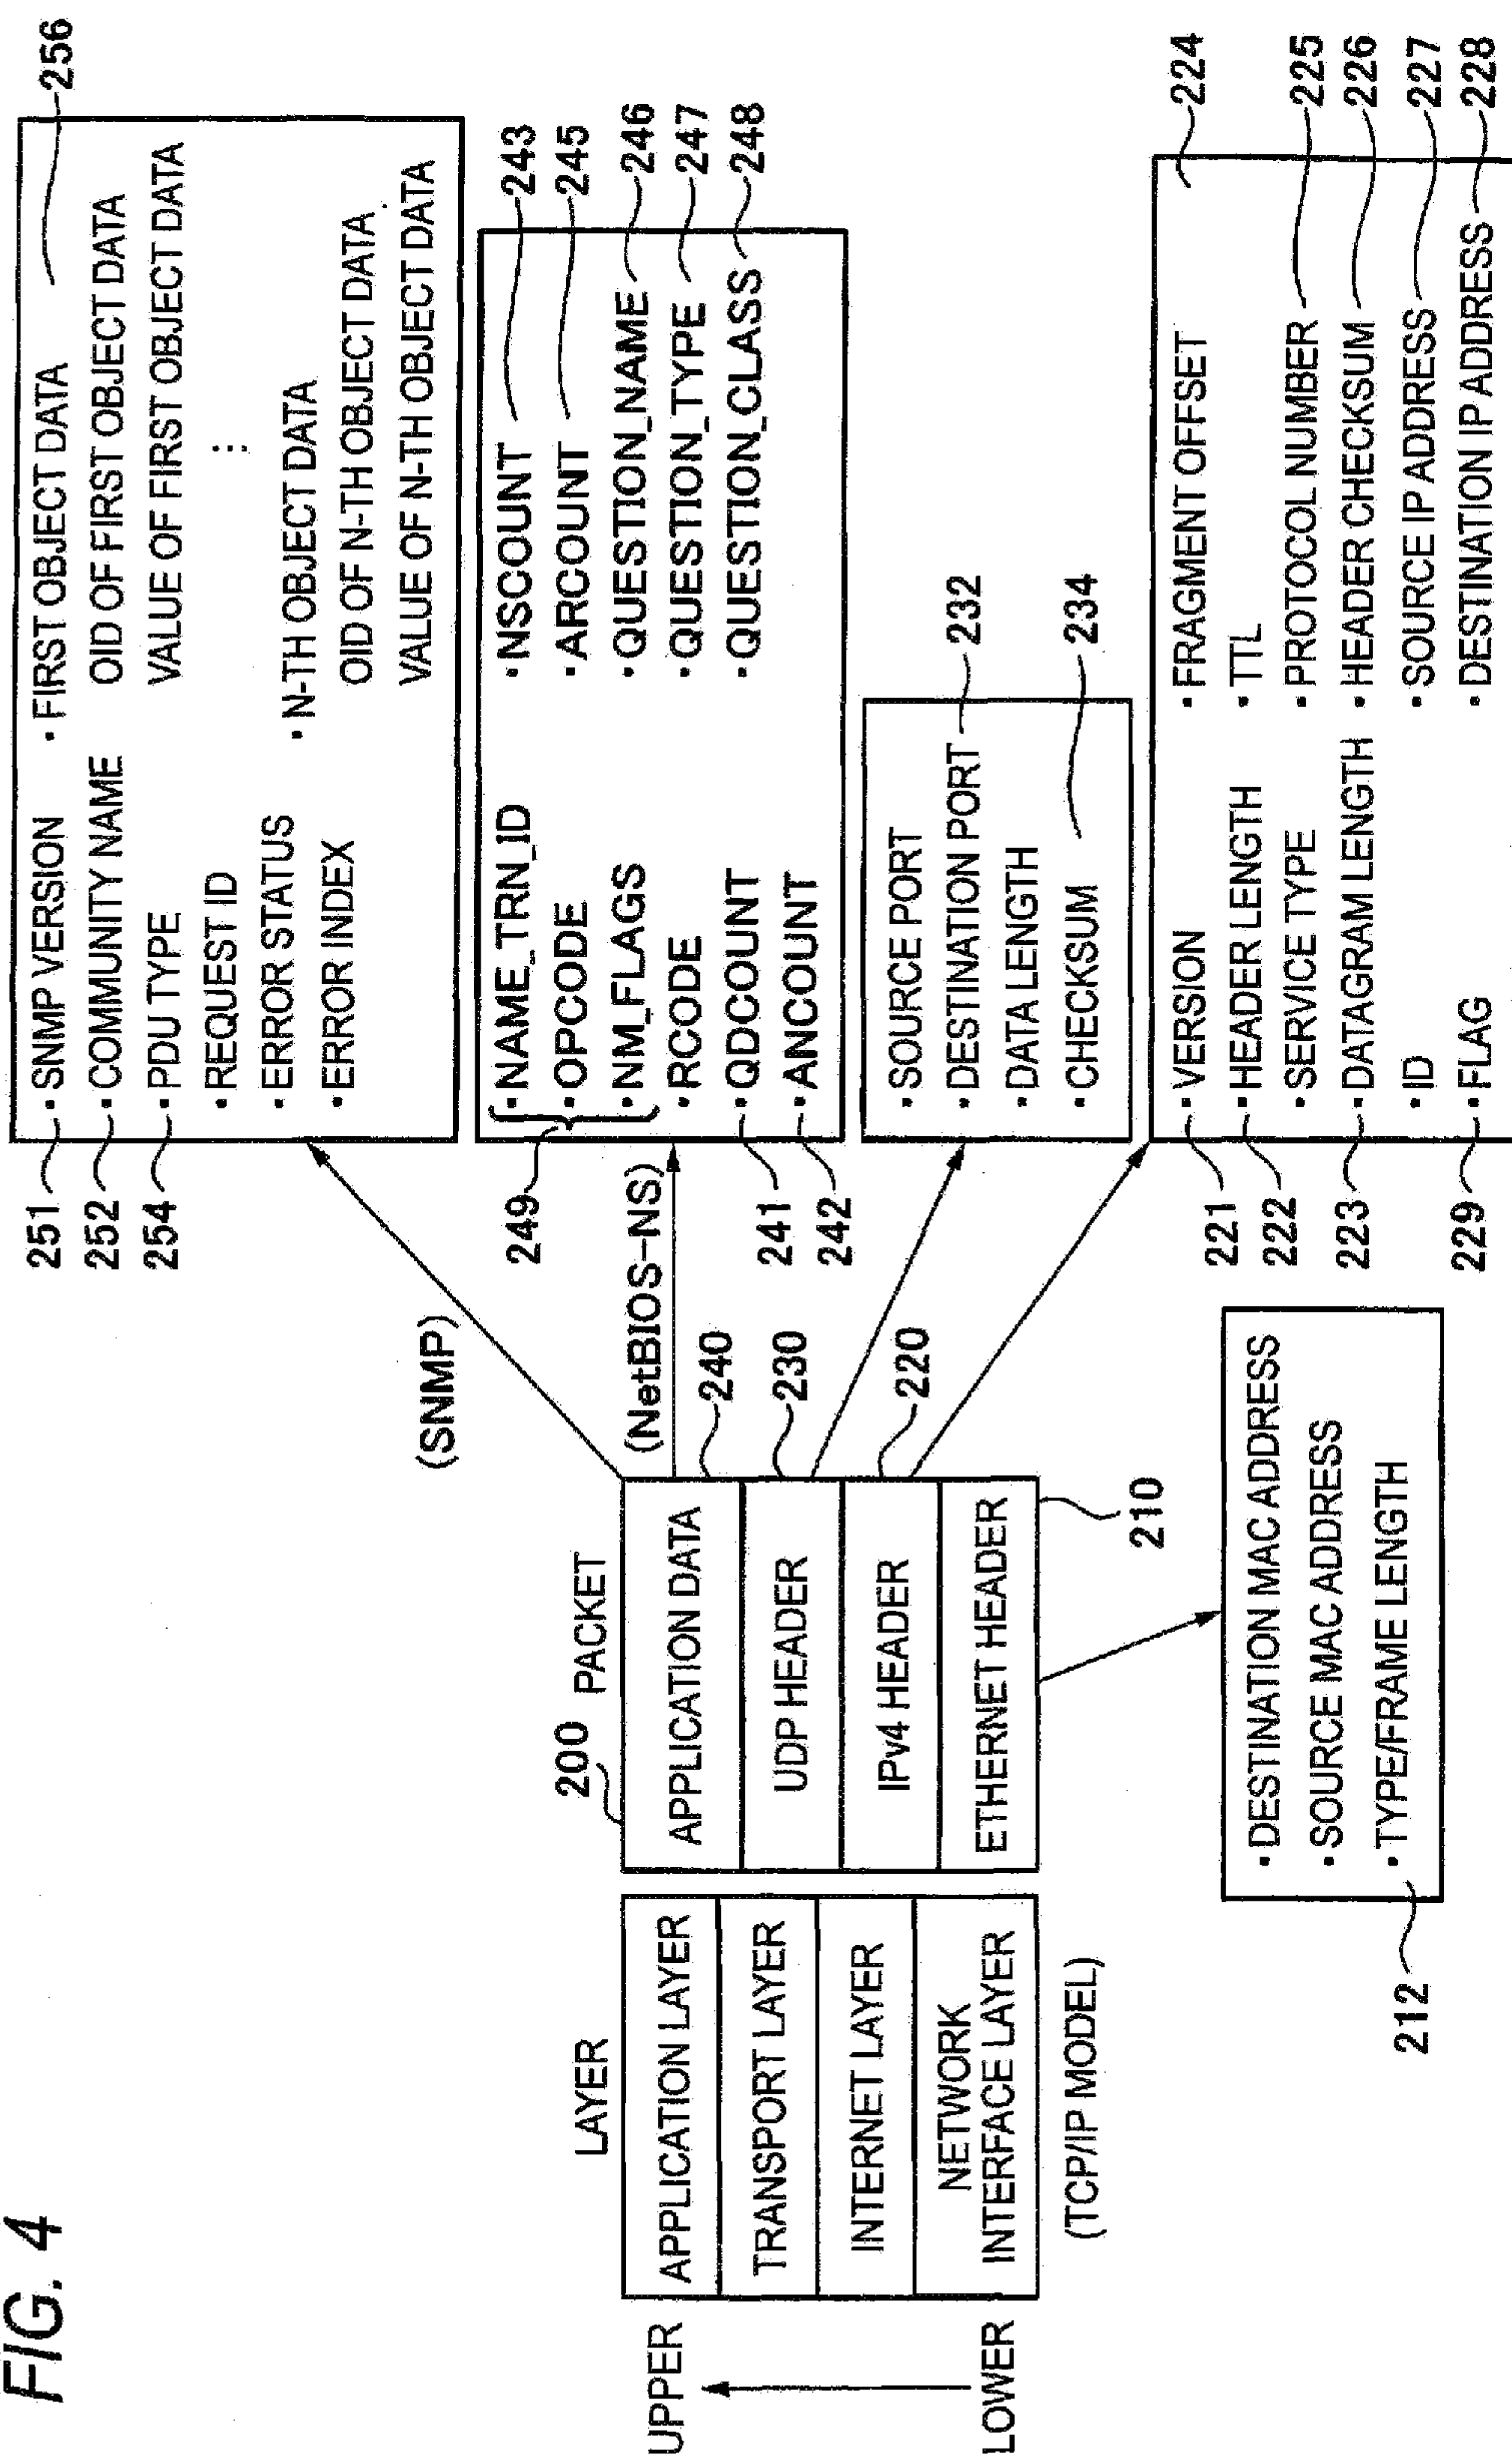 FIG. 4
UPPER
LOWER
LAYER
APPLICATION LAYER
TRANSPORT LAYER
INTERNET LAYER
NETWORK
INTERFACE LAYER
(TCP/IP MODEL)
200
PACKET
APPLICATION DATA
240
UDP HEADER
230
IPv4 HEADER
220
ETHERNET HEADER
210
(SNMP)
(NetBIOS-NS)
251
·SNMP VERSION
252
·COMMUNITY NAME
254
·PDU TYPE
·REQUEST ID
·ERROR STATUS
·ERROR INDEX
·FIRST OBJECT DATA
256
OID OF FIRST OBJECT DATA
VALUE OF FIRST OBJECT DATA
⋮
·N-TH OBJECT DATA
OID OF N-TH OBJECT DATA
VALUE OF N-TH OBJECT DATA
249
·NAME_TRN_ID
·OPCODE
·NM_FLAGS
·RCODE
241
·QDCOUNT
242
·ANCOUNT
·NSCOUNT
243
·ARCOUNT
245
·QUESTION_NAME
246
·QUESTION_TYPE
247
·QUESTION_CLASS
248
·SOURCE PORT
·DESTINATION PORT
232
·DATA LENGTH
·CHECKSUM
234
221
·VERSION
222
·HEADER LENGTH
·SERVICE TYPE
223
·DATAGRAM LENGTH
·ID
229
·FLAG
·FRAGMENT OFFSET
224
·TTL
·PROTOCOL NUMBER
225
·HEADER CHECKSUM
226
·SOURCE IP ADDRESS
227
·DESTINATION IP ADDRESS
228
·DESTINATION MAC ADDRESS
·SOURCE MAC ADDRESS
·TYPE/FRAME LENGTH
212